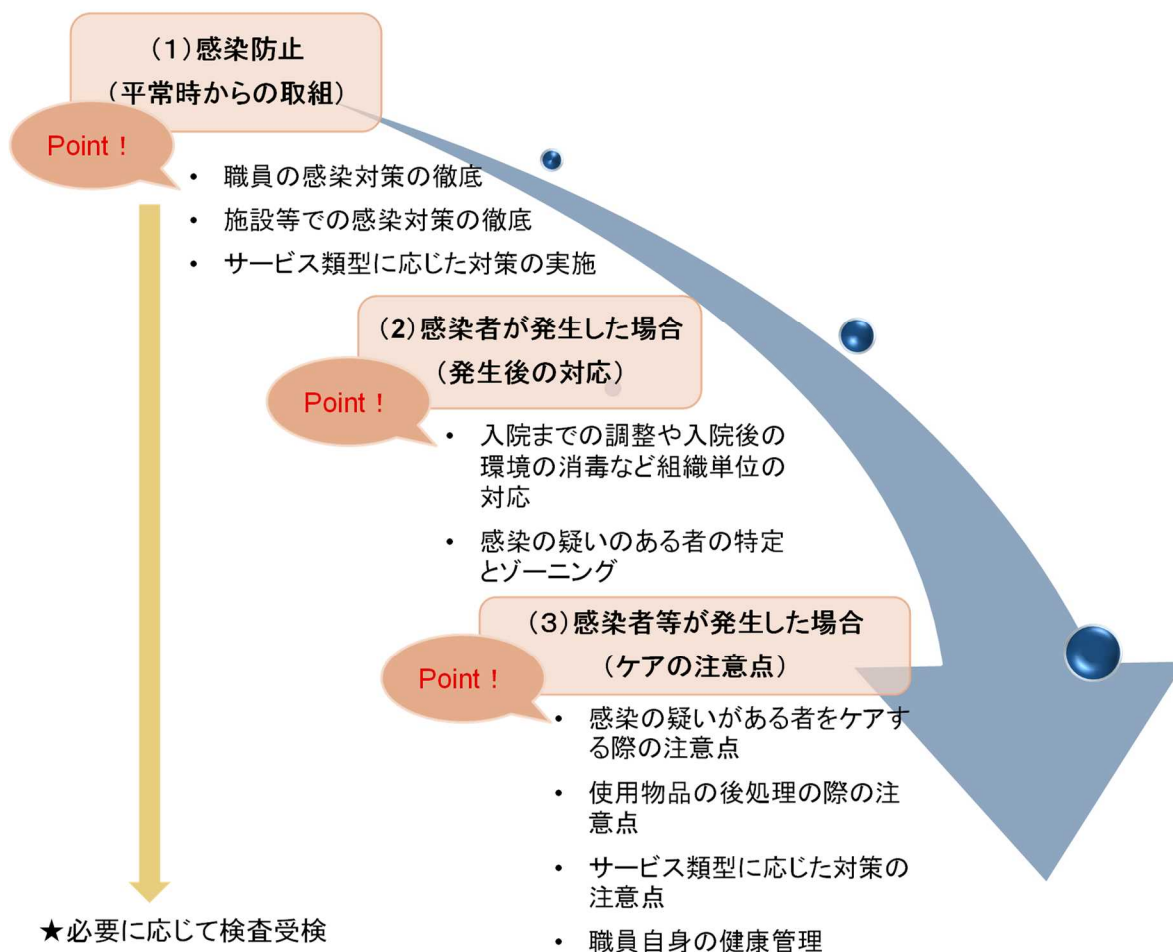 （1）感染防止
（平常時からの取組）
Point！
• 職員の感染対策の徹底
• 施設等での感染対策の徹底
• サービス類型に応じた対策の実施
（2）感染者が発生した場合
（発生後の対応）
Point！
• 入院までの調整や入院後の
環境の消毒など組織単位の
対応
• 感染の疑いのある者の特定
とゾーニング
（3）感染者等が発生した場合
（ケアの注意点）
Point！
• 感染の疑いがある者をケアす
る際の注意点
• 使用物品の後処理の際の注
意点
• サービス類型に応じた対策の
注意点
• 職員自身の健康管理
★必要に応じて検査受検